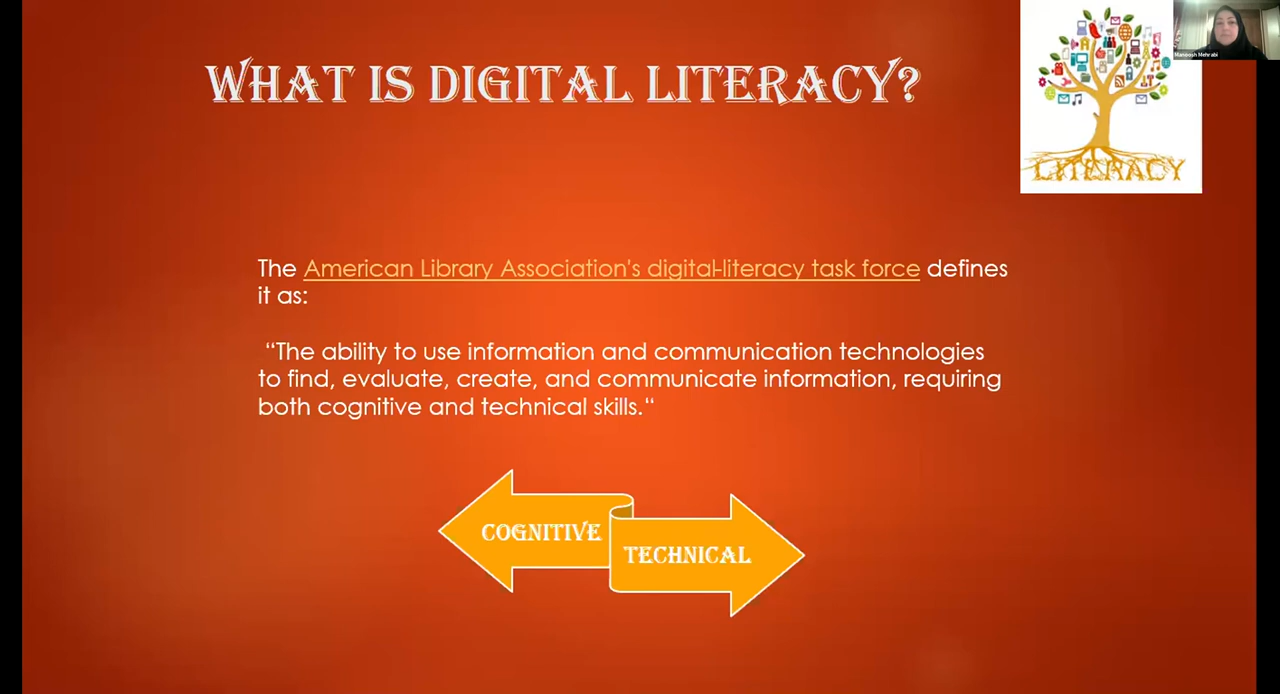 WHAT IS DIGITAL LITERACY?
Manoosh Mehrabi
LITERACY
The American Library Association's digital-literacy task force defines
it as:
“The ability to use information and communication technologies
to find, evaluate, create, and communicate information, requiring
both cognitive and technical skills.“
COGNITIVE
TECHNICAL